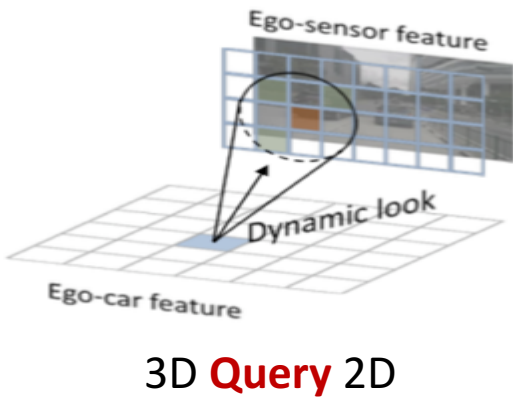 Ego-sensor feature
Dynamic look
Ego-car feature
3D Query 2D